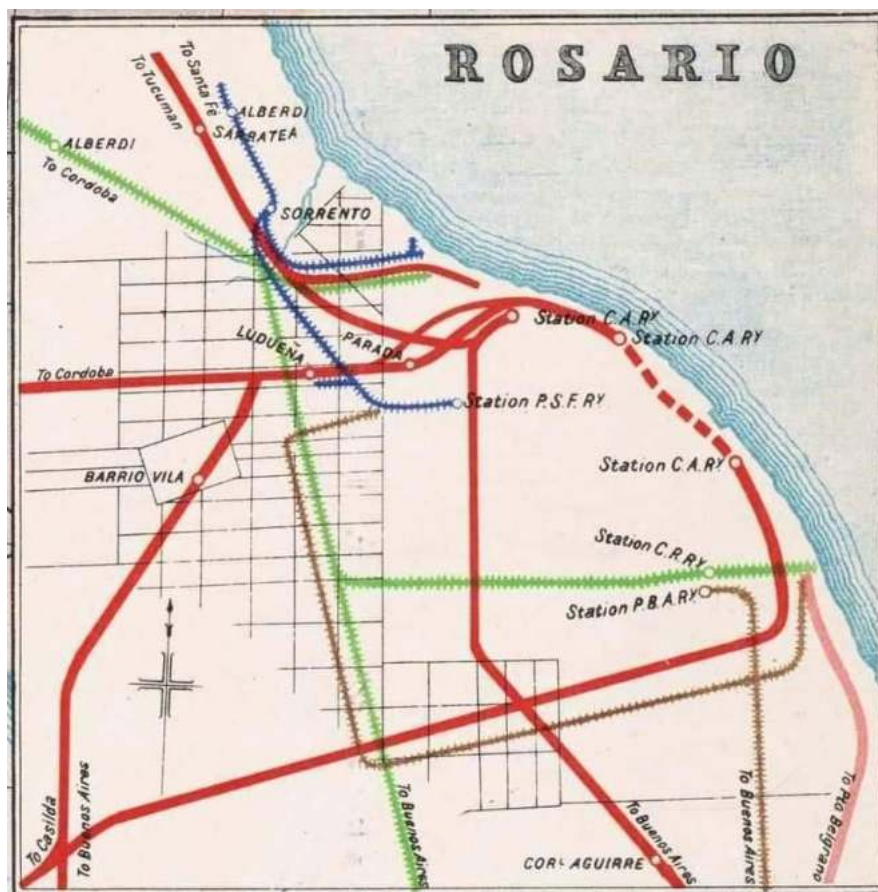 ROSARIO
To Tucuman
To Santa Fé
ALBERDI
SARRATEA
ALBERDI
To Cordoba
SORRENTO
Station C.A.RY
Station C.A.RY
LUDUEÑA
PARADA
To Cordoba
Station P.S.F.RY
Station C.A.RY
BARRIO VILA
Station C.R.RY
Station P.B.A.RY
To Casilda
To Buenos Aires
To Buenos Aires
To Buenos Aires
To Buenos Aires
To Pto Belgrano
CORL AGUIRRE